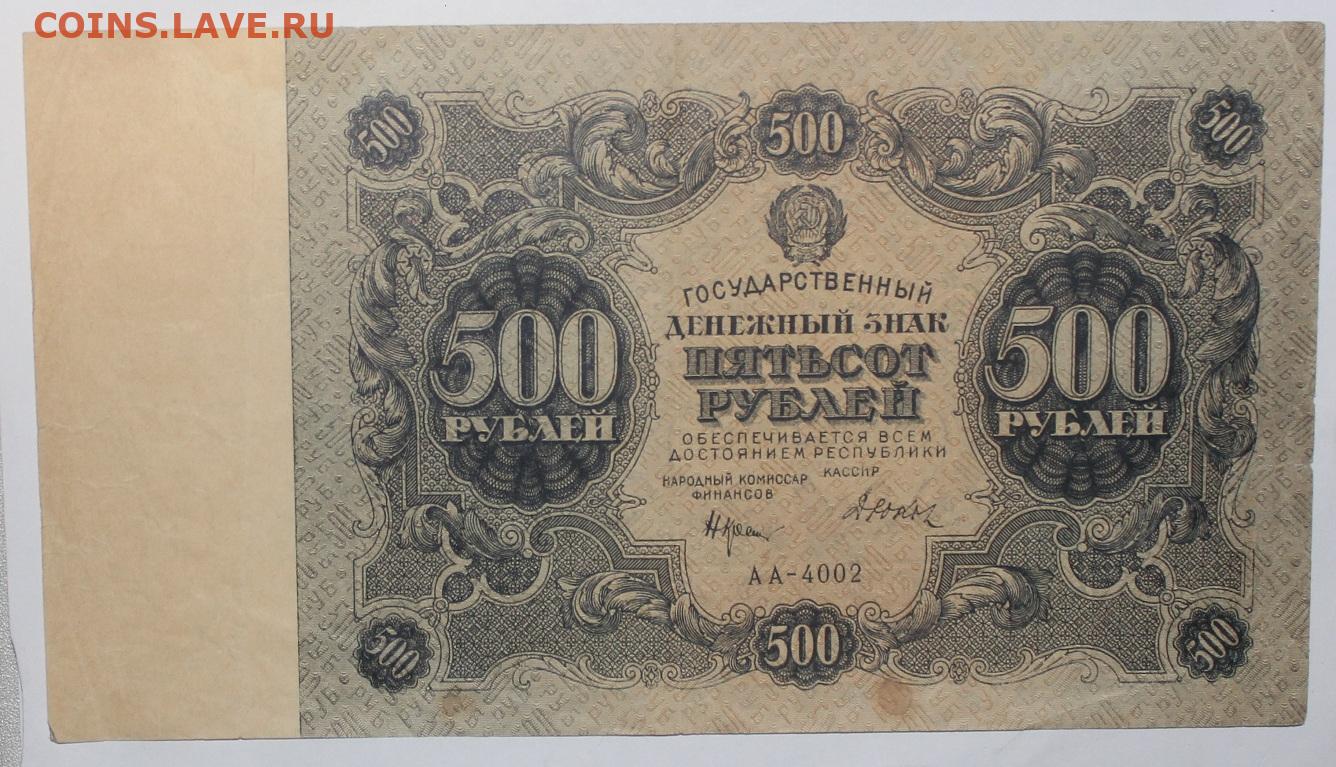 COINS.LAVE.RU
500
500
500
ГОСУДАРСТВЕННЫЙ
ДЕНЕЖНЫЙ ЗНАК
ПЯТЬСОТ
РУБЛЕЙ
500
РУБЛЕЙ
500
РУБЛЕЙ
ОБЕСПЕЧИВАЕТСЯ ВСЕМ
ДОСТОЯНИЕМ РЕСПУБЛИКИ
НАРОДНЫЙ КОМИССАР
ФИНАНСОВ
КАССИР
АА-4002
500
500
500